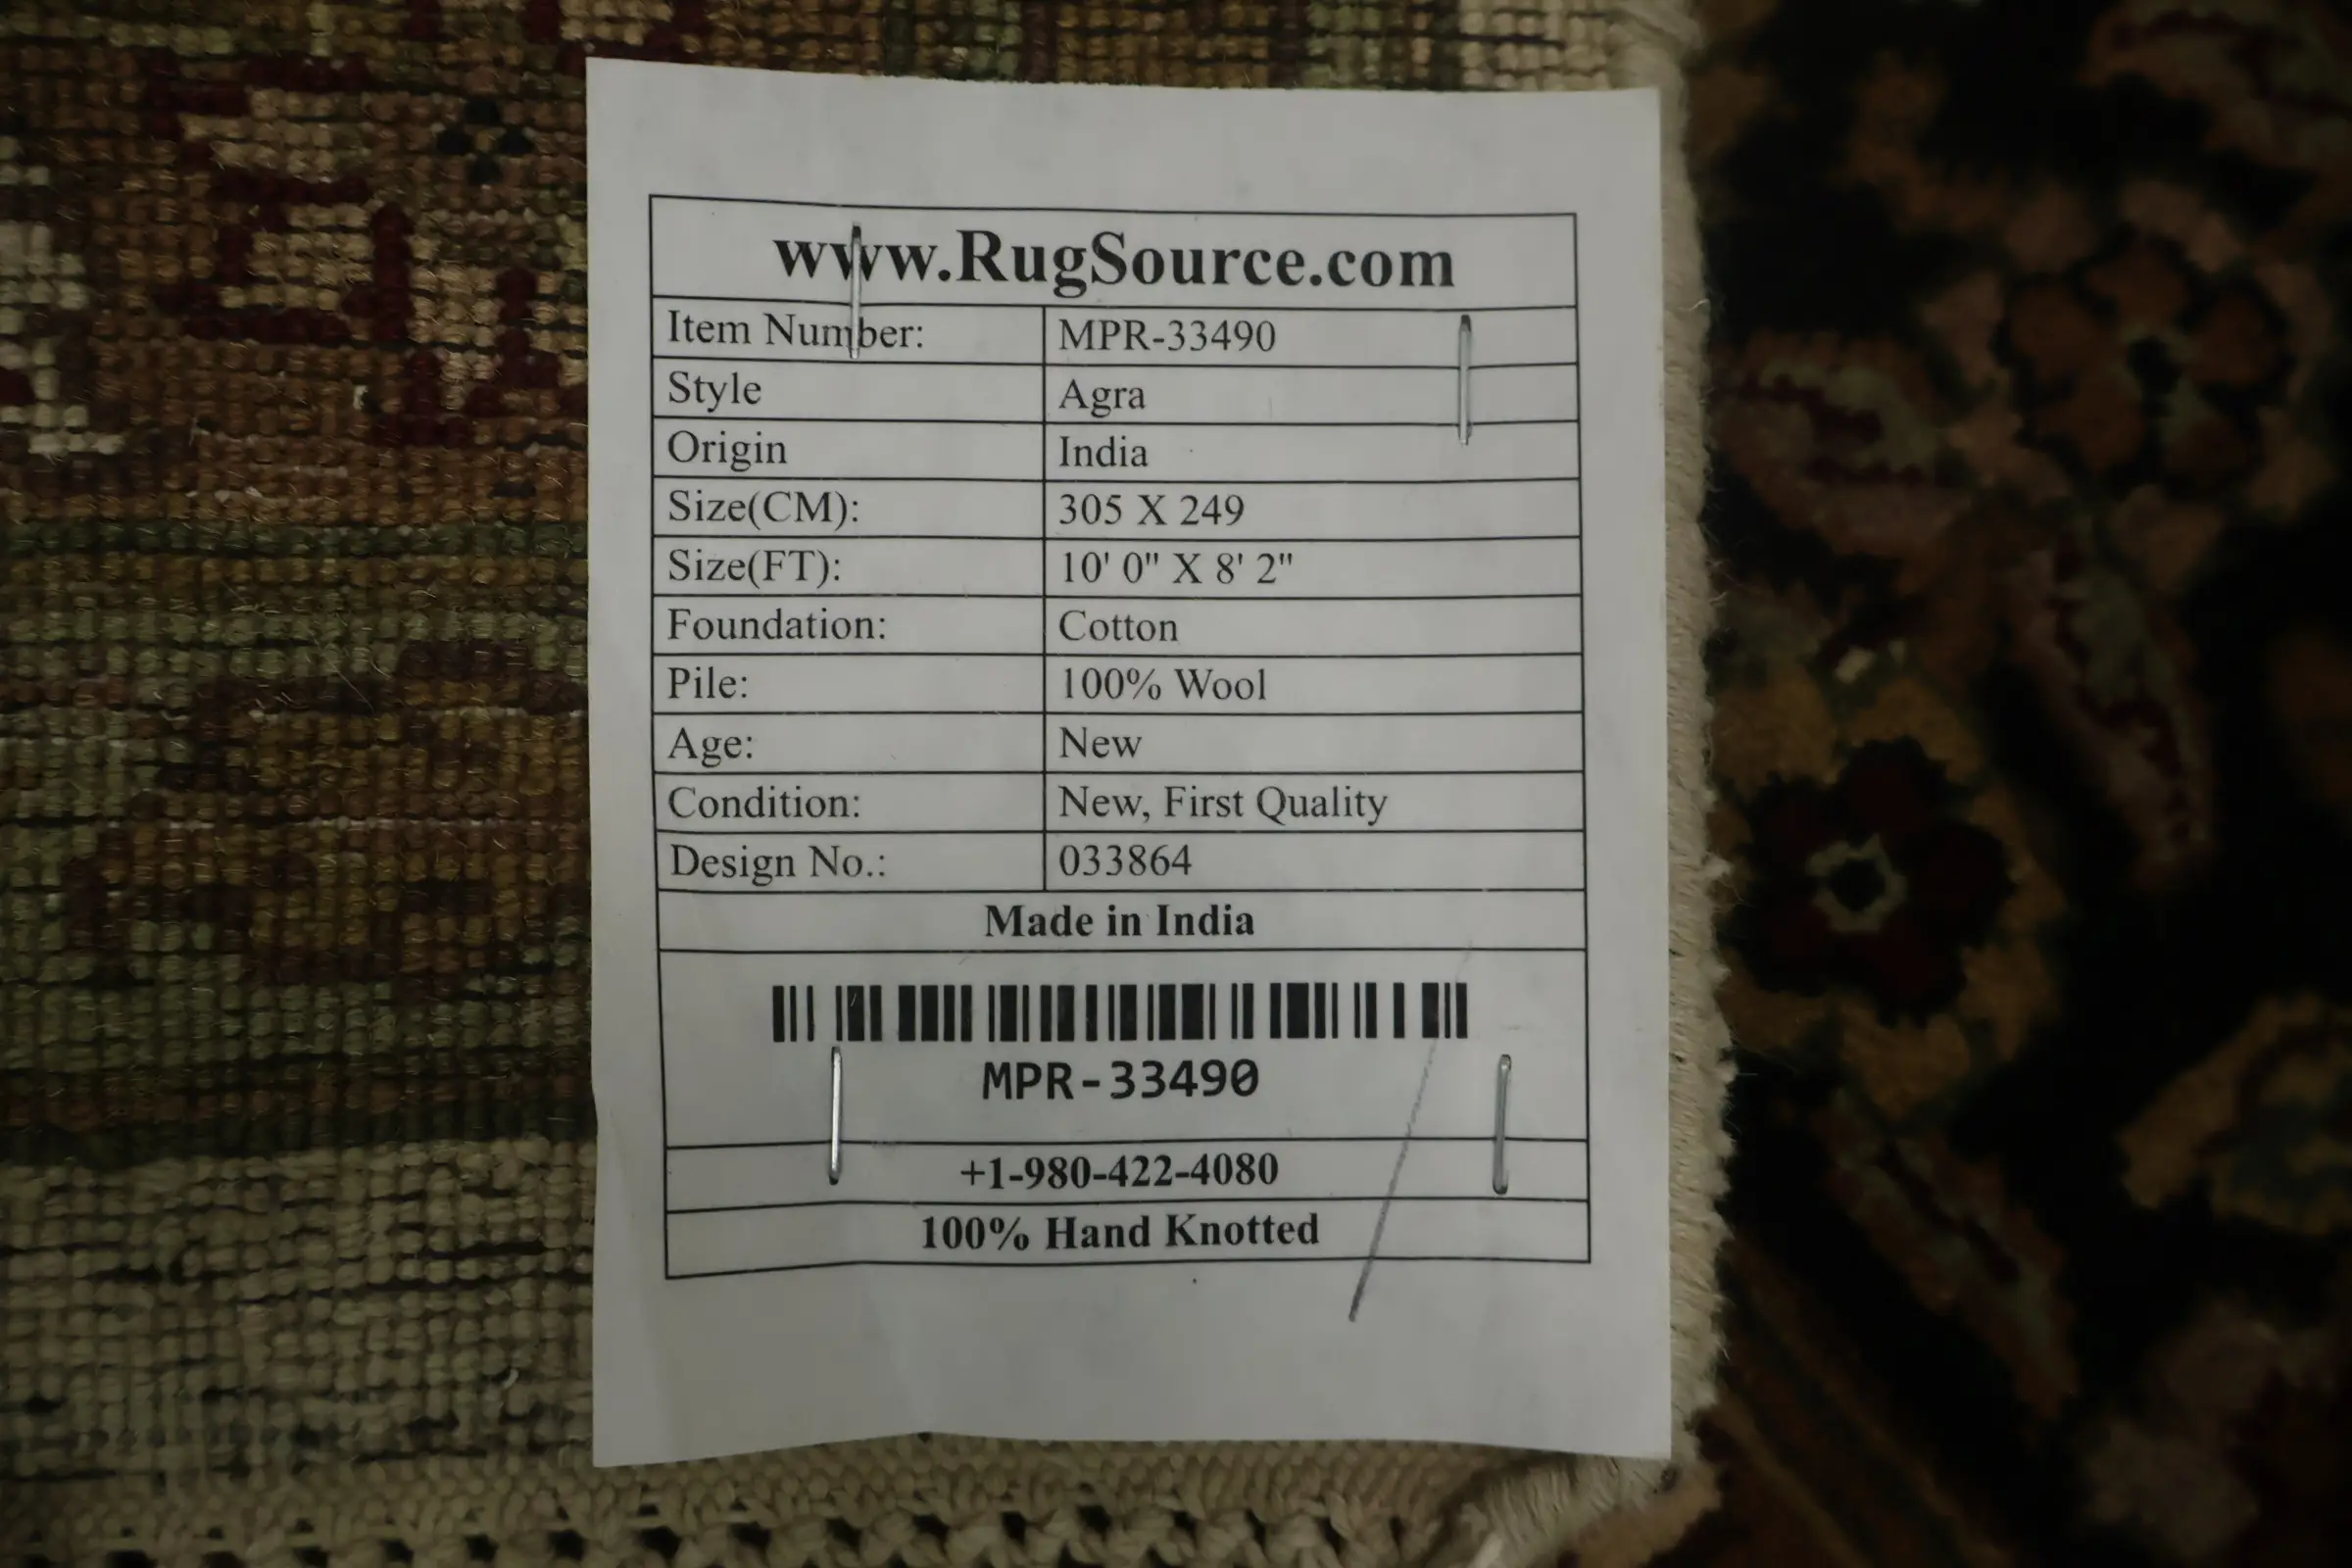 www.RugSource.com
Item Number: MPR-33490
Style Agra
Origin India
Size(CM): 305 X 249
Size(FT): 10' 0" X 8' 2"
Foundation: Cotton
Pile: 100% Wool
Age: New
Condition: New, First Quality
Design No.: 033864
Made in India
MPR-33490
+1-980-422-4080
100% Hand Knotted